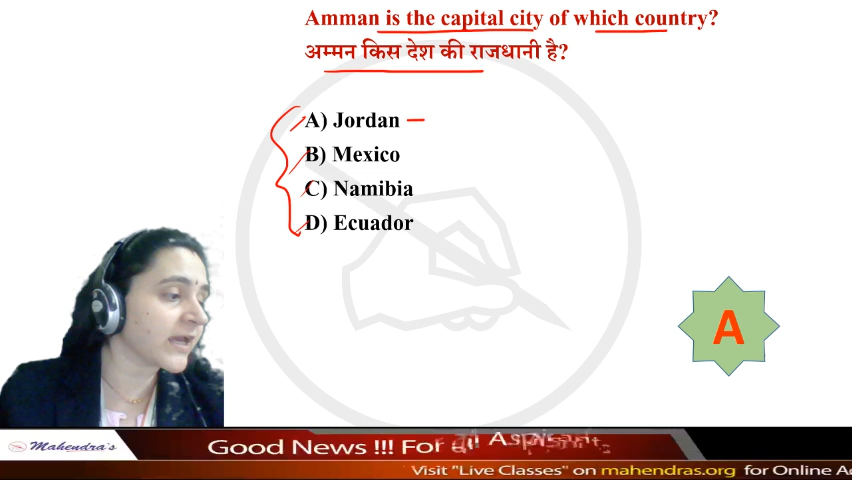 Amman is the capital city of which country?
अम्मन किस देश की राजधानी है?
A) Jordan
B) Mexico
C) Namibia
D) Ecuador
A
Mahendra's
Good News !!! For all
Visit "Live Classes" on mahendras.org for Online